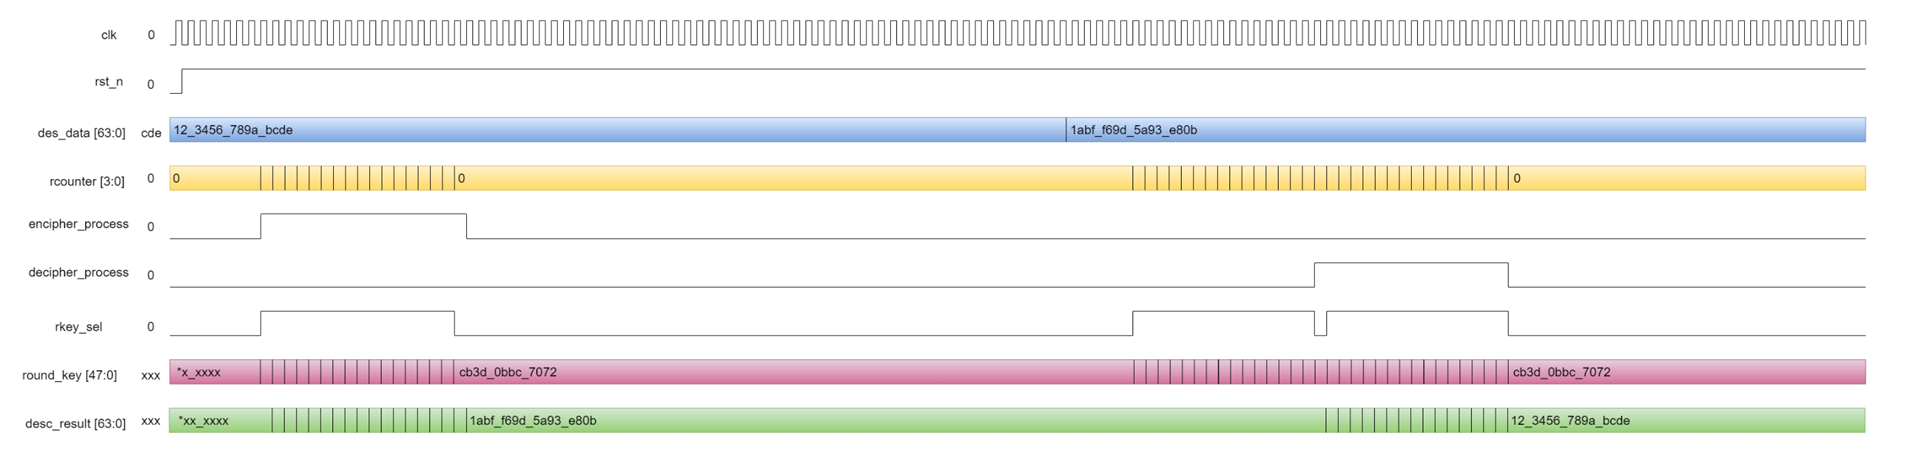 clk 0
rst_n 0
des_data [63:0] cde 12_3456_789a_bcde 1abf_f69d_5a93_e80b
rcounter [3:0] 0 0 0 0
encipher_process 0
decipher_process 0
rkey_sel 0
round_key [47:0] xxx *x_xxxx cb3d_0bbc_7072 cb3d_0bbc_7072
desc_result [63:0] xxx *xx_xxxx 1abf_f69d_5a93_e80b 12_3456_789a_bcde